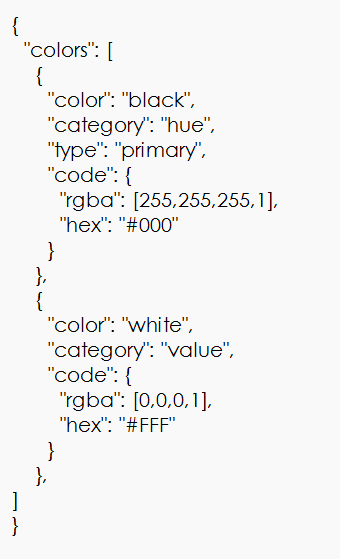 {
  "colors": [
    {
      "color": "black",
      "category": "hue",
      "type": "primary",
      "code": {
        "rgba": [255,255,255,1],
        "hex": "#000"
      }
    },
    {
      "color": "white",
      "category": "value",
      "code": {
        "rgba": [0,0,0,1],
        "hex": "#FFF"
      }
    },
]
}